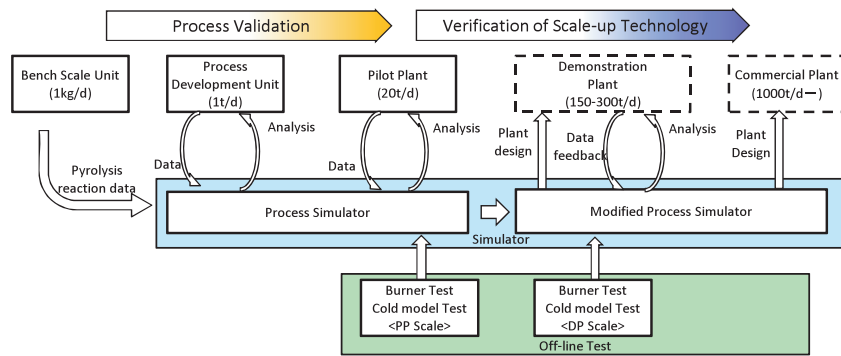 Process Validation
Verification of Scale-up Technology
Bench Scale Unit
(1kg/d)
Process
Development Unit
(1t/d)
Pilot Plant
(20t/d)
Demonstration
Plant
(150-300t/d)
Commercial Plant
(1000t/d－)
Pyrolysis
reaction data
Data
Analysis
Data
Analysis
Plant
design
Data
feedback
Analysis
Plant
Design
Process Simulator
Modified Process Simulator
Simulator
Burner Test
Cold model Test
<PP Scale>
Burner Test
Cold model Test
<DP Scale>
Off-line Test